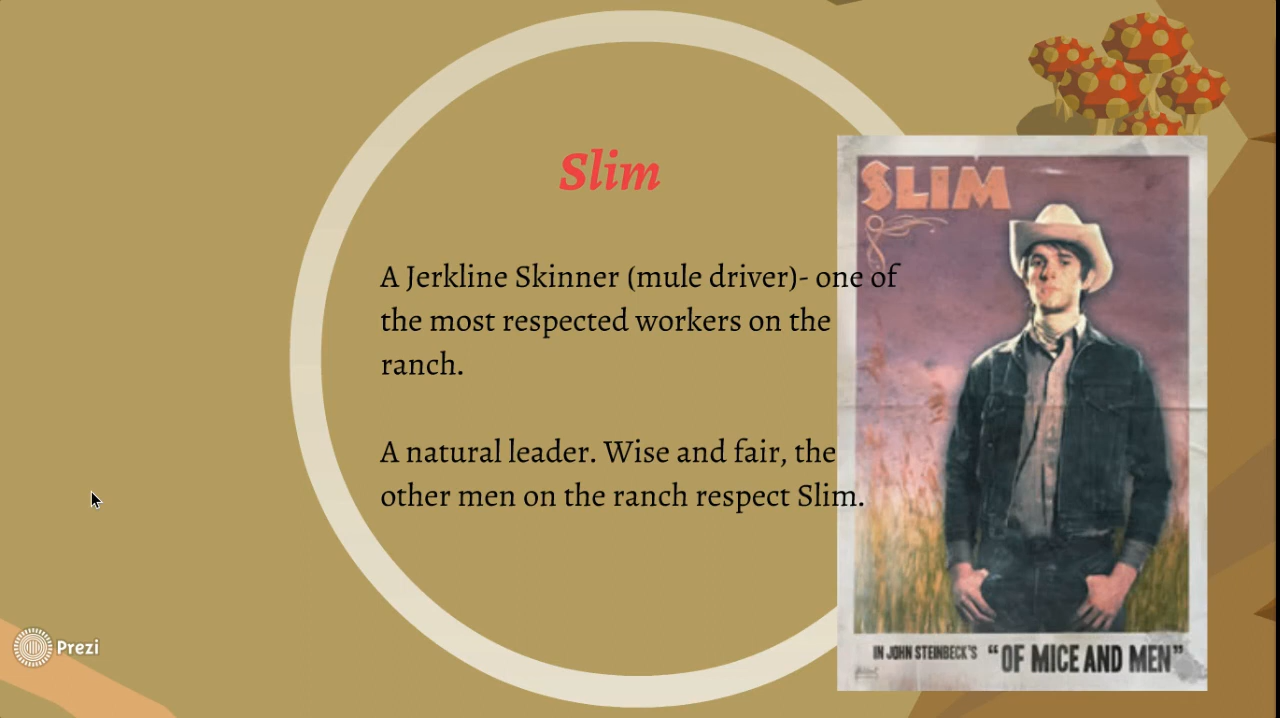 Slim
A Jerkline Skinner (mule driver)- one of
the most respected workers on the
ranch.
A natural leader. Wise and fair, the
other men on the ranch respect Slim.
SLIM
IN JOHN STEINBECK'S “OF MICE AND MEN”
Prezi